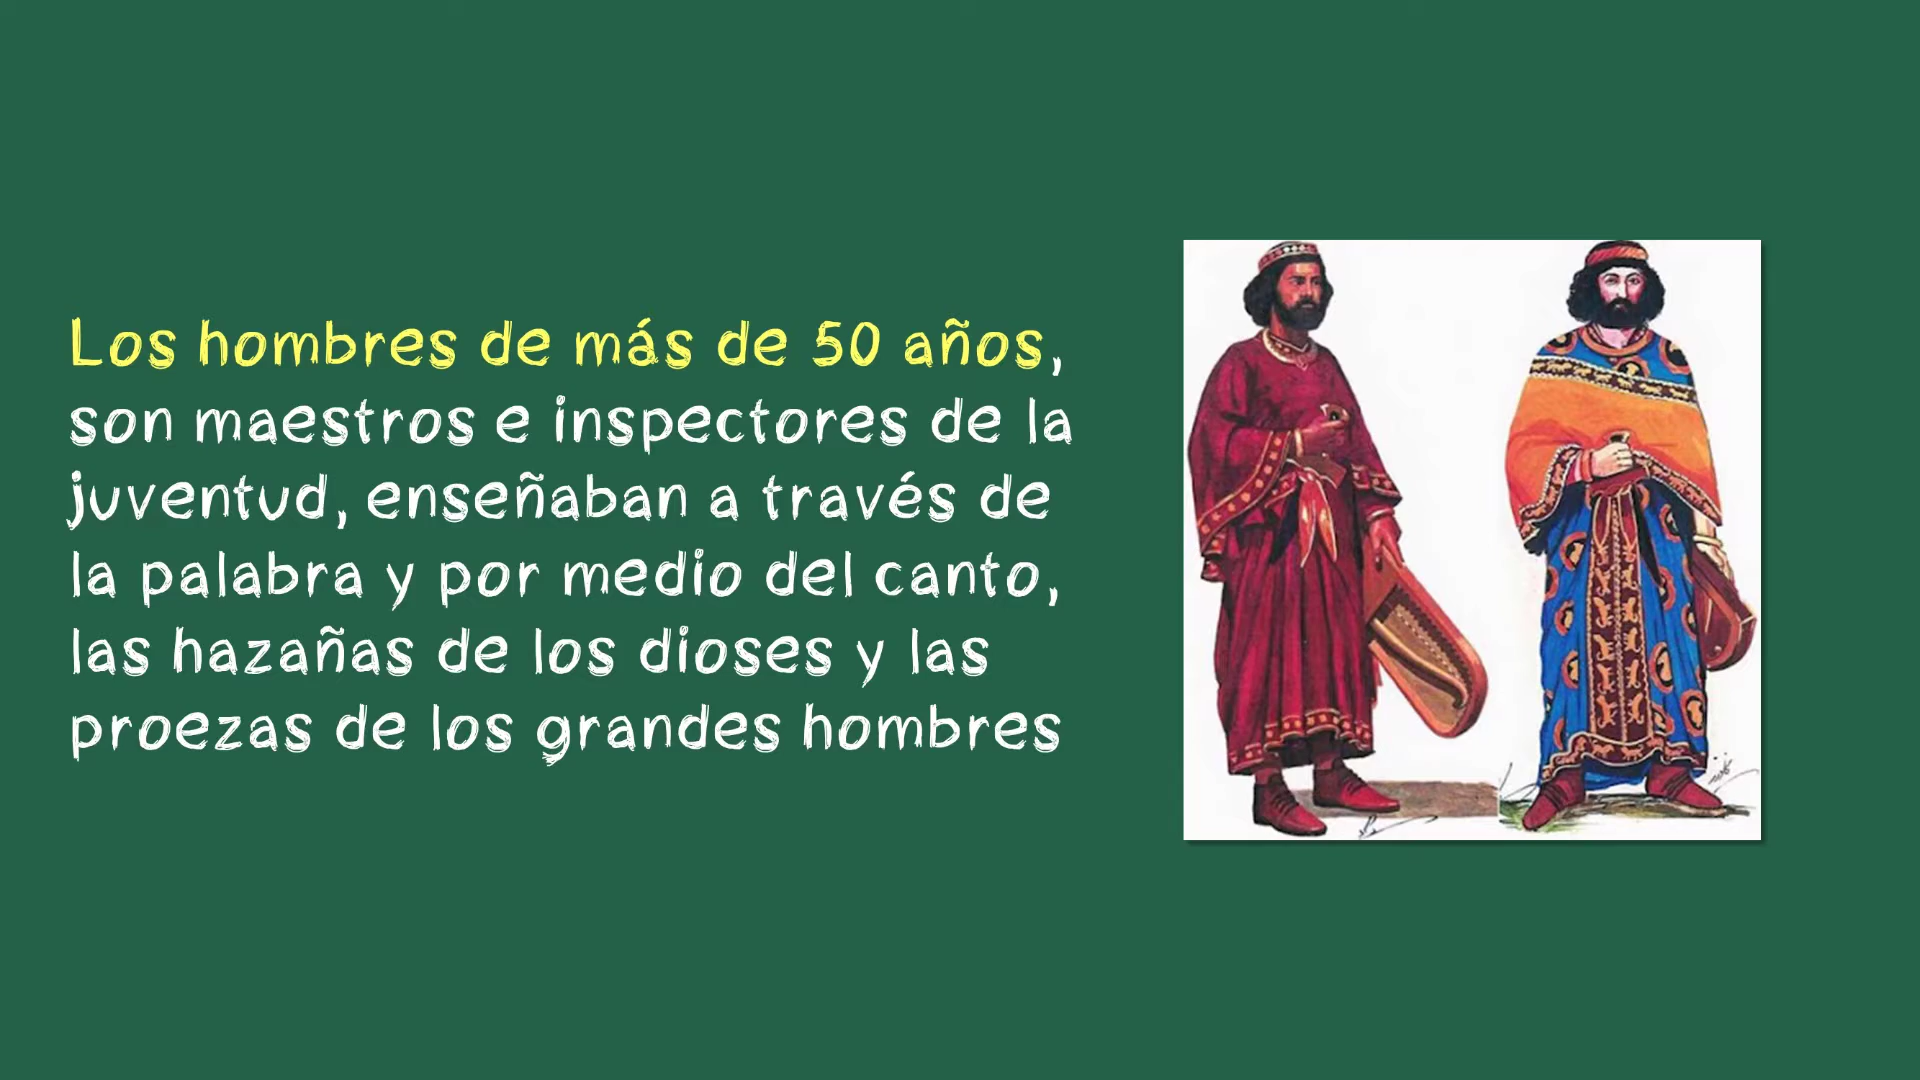 Los hombres de más de 50 años,
son maestros e inspectores de la
juventud, enseñaban a través de
la palabra y por medio del canto,
las hazañas de los dioses y las
proezas de los grandes hombres